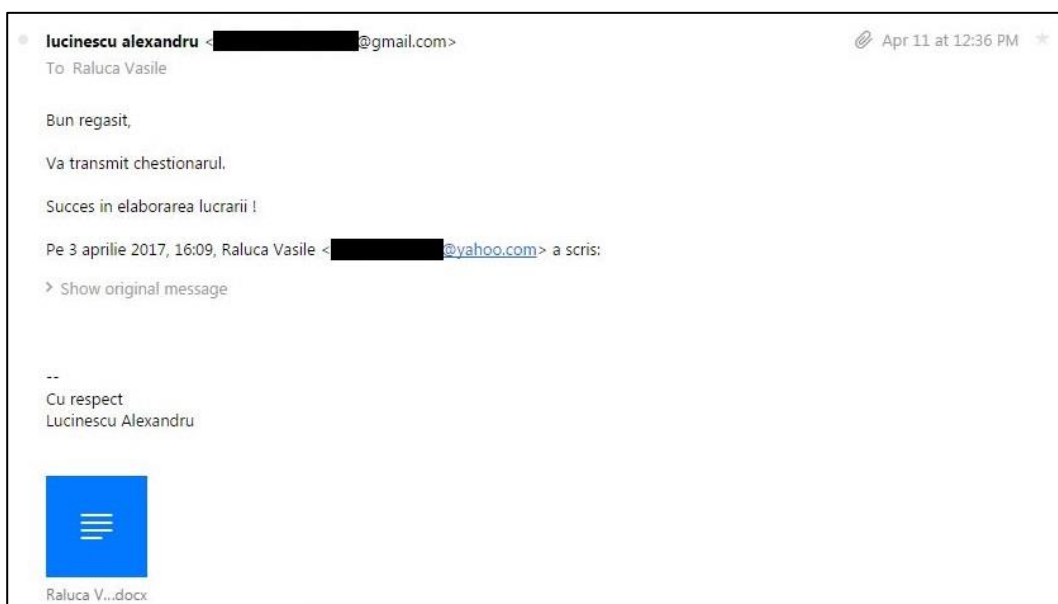 lucinescu alexandru < @gmail.com>
Apr 11 at 12:36 PM
To Raluca Vasile
Bun regasit,
Va transmit chestionarul.
Succes in elaborarea lucrarii !
Pe 3 aprilie 2017, 16:09, Raluca Vasile < @yahoo.com> a scris:
> Show original message
--
Cu respect
Lucinescu Alexandru
Raluca V...docx